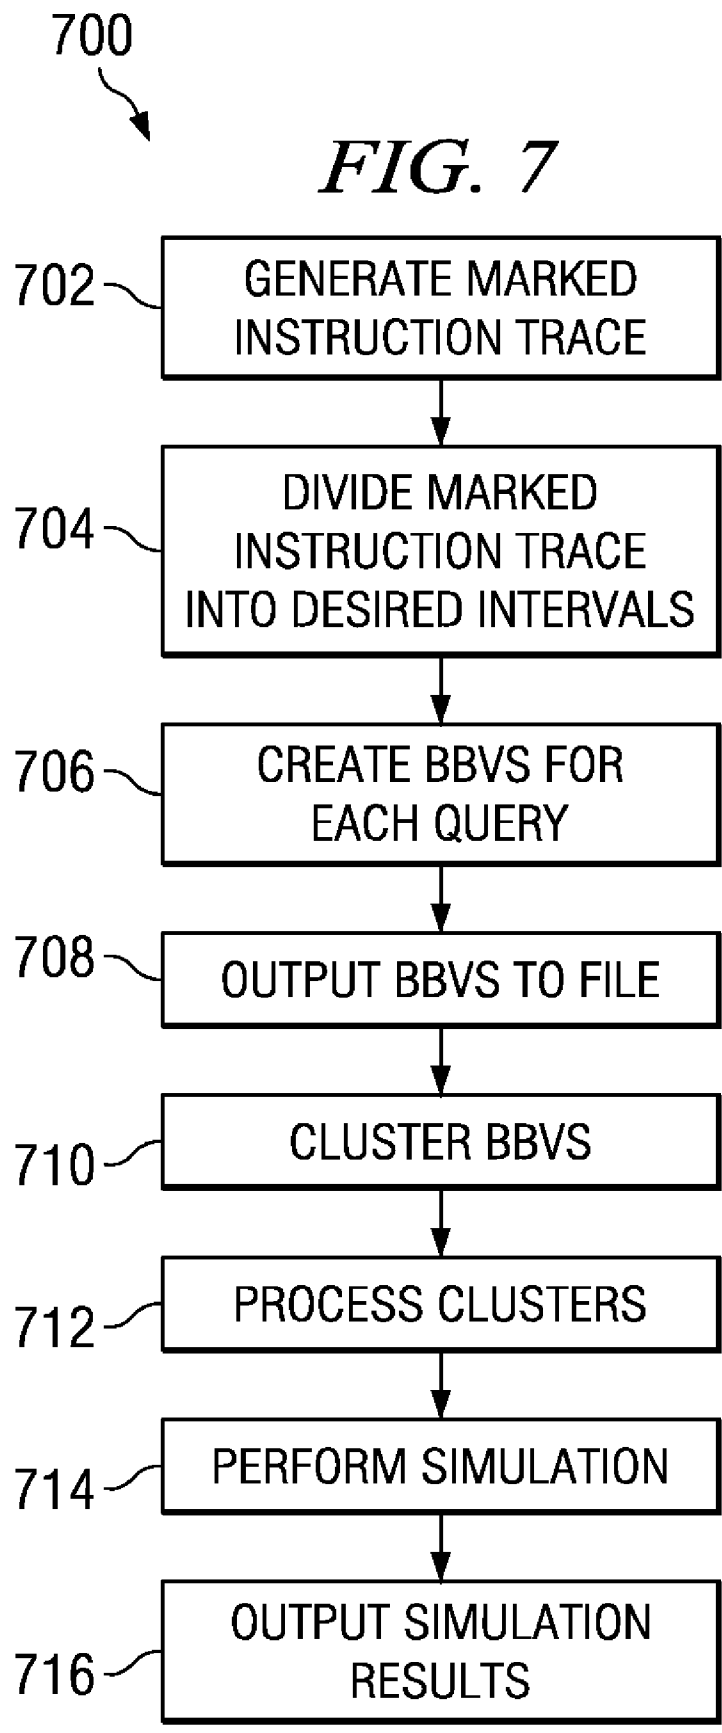 700
FIG. 7
702
GENERATE MARKED
INSTRUCTION TRACE
704
DIVIDE MARKED
INSTRUCTION TRACE
INTO DESIRED INTERVALS
706
CREATE BBVS FOR
EACH QUERY
708
OUTPUT BBVS TO FILE
710
CLUSTER BBVS
712
PROCESS CLUSTERS
714
PERFORM SIMULATION
716
OUTPUT SIMULATION
RESULTS